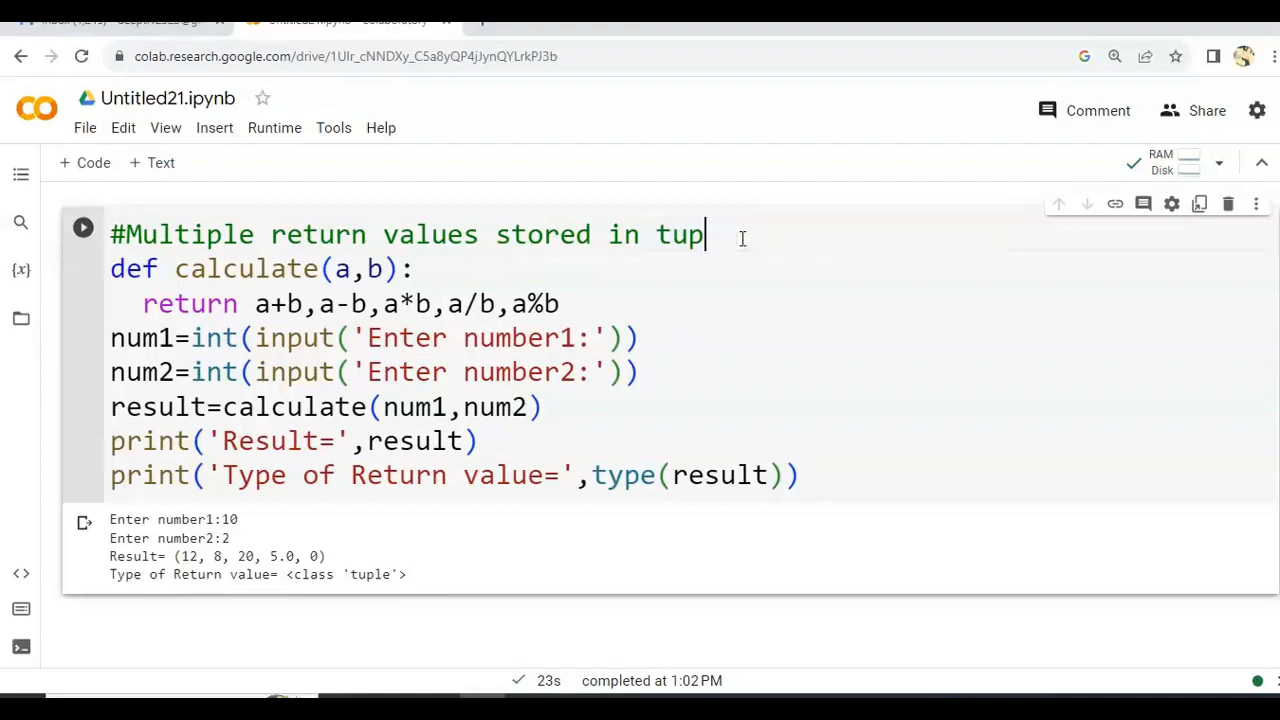 colab.research.google.com/drive/1UIr_cNNDXy_C5a8yQP4jJynQYLrkPJ3b
Untitled21.ipynb
Comment
Share
File Edit View Insert Runtime Tools Help
+ Code + Text
RAM
Disk
#Multiple return values stored in tup
def calculate(a,b):
  return a+b,a-b,a*b,a/b,a%b
num1=int(input('Enter number1:'))
num2=int(input('Enter number2:'))
result=calculate(num1,num2)
print('Result=',result)
print('Type of Return value=',type(result))
Enter number1:10
Enter number2:2
Result= (12, 8, 20, 5.0, 0)
Type of Return value= <class 'tuple'>
23s completed at 1:02 PM